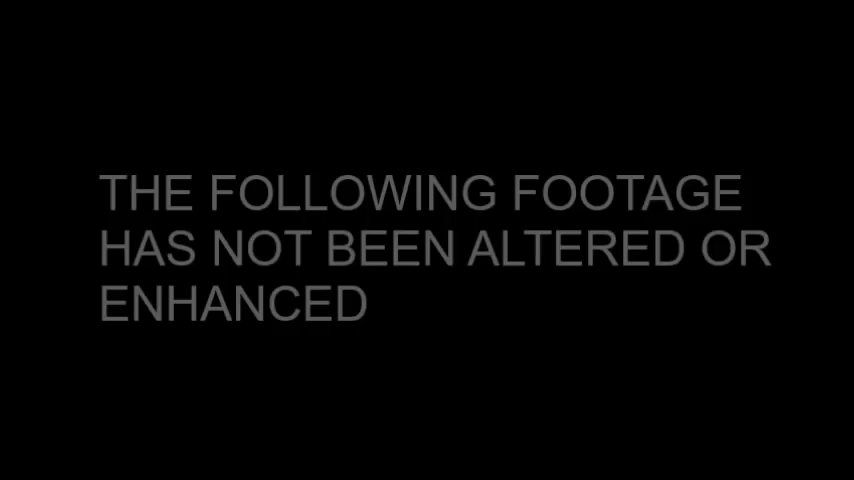 THE FOLLOWING FOOTAGE
HAS NOT BEEN ALTERED OR
ENHANCED